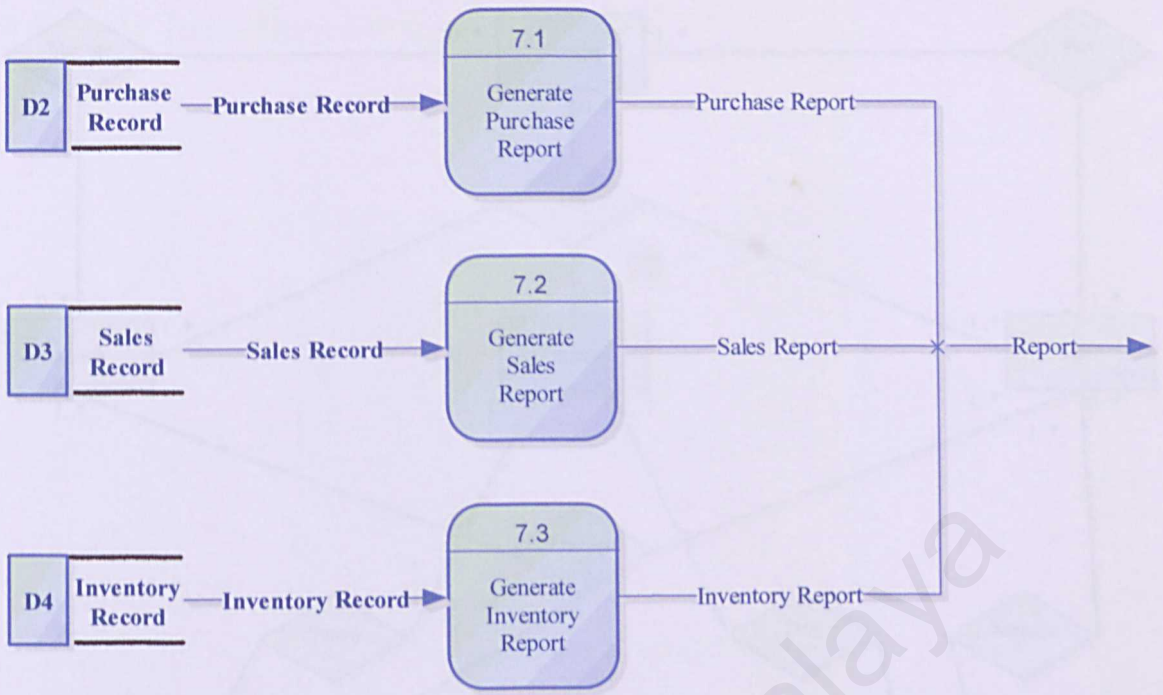 7.1
D2
Purchase
Record
Purchase Record
Generate
Purchase
Report
Purchase Report
7.2
D3
Sales
Record
Sales Record
Generate
Sales
Report
Sales Report
Report
7.3
D4
Inventory
Record
Inventory Record
Generate
Inventory
Report
Inventory Report
alaya